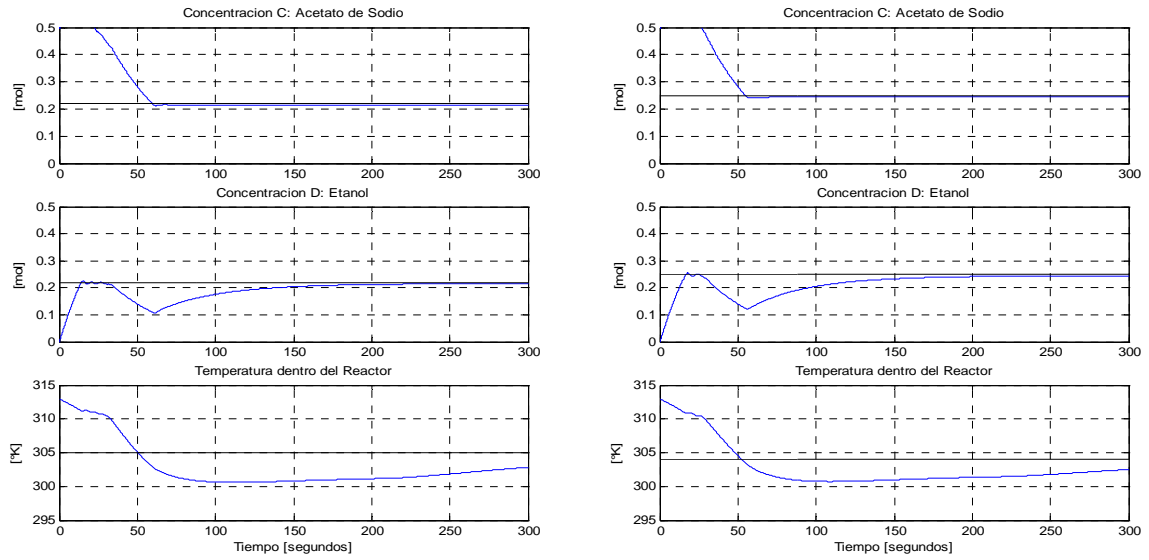 Concentracion C: Acetato de Sodio
0.5
0.4
0.3
0.2
0.1
0
[mol]
0 50 100 150 200 250 300
Concentracion D: Etanol
0.5
0.4
0.3
0.2
0.1
0
[mol]
0 50 100 150 200 250 300
Temperatura dentro del Reactor
315
310
305
300
295
[ºK]
0 50 100 150 200 250 300
Tiempo [segundos]
Concentracion C: Acetato de Sodio
0.5
0.4
0.3
0.2
0.1
0
[mol]
0 50 100 150 200 250 300
Concentracion D: Etanol
0.5
0.4
0.3
0.2
0.1
0
[mol]
0 50 100 150 200 250 300
Temperatura dentro del Reactor
315
310
305
300
295
[ºK]
0 50 100 150 200 250 300
Tiempo [segundos]